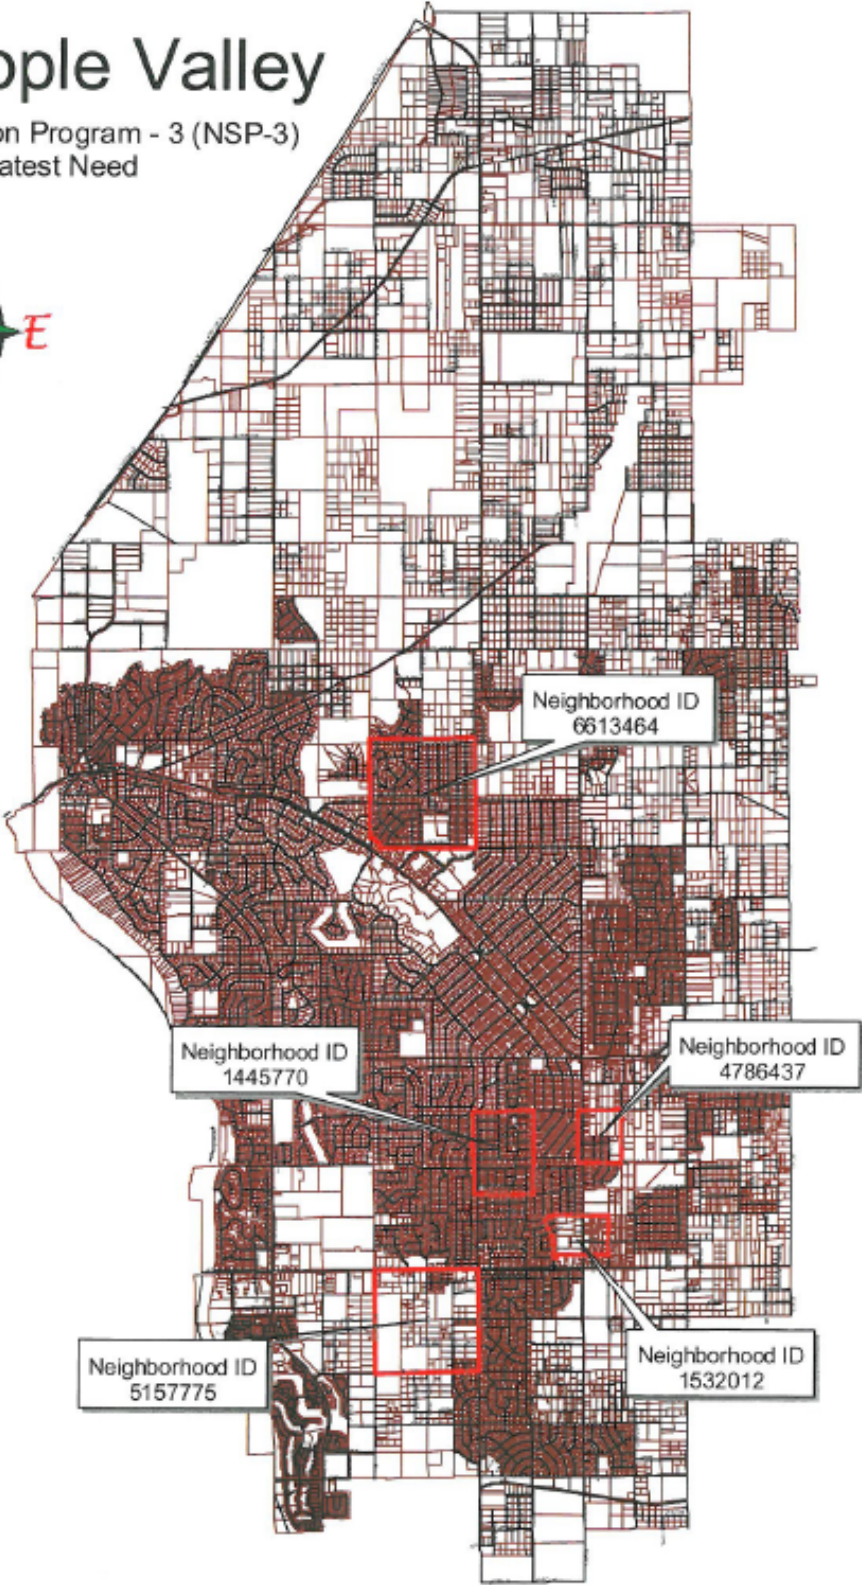 pple Valley
on Program - 3 (NSP-3)
atest Need
E
Neighborhood ID
6613464
Neighborhood ID
1445770
Neighborhood ID
4786437
Neighborhood ID
5157775
Neighborhood ID
1532012